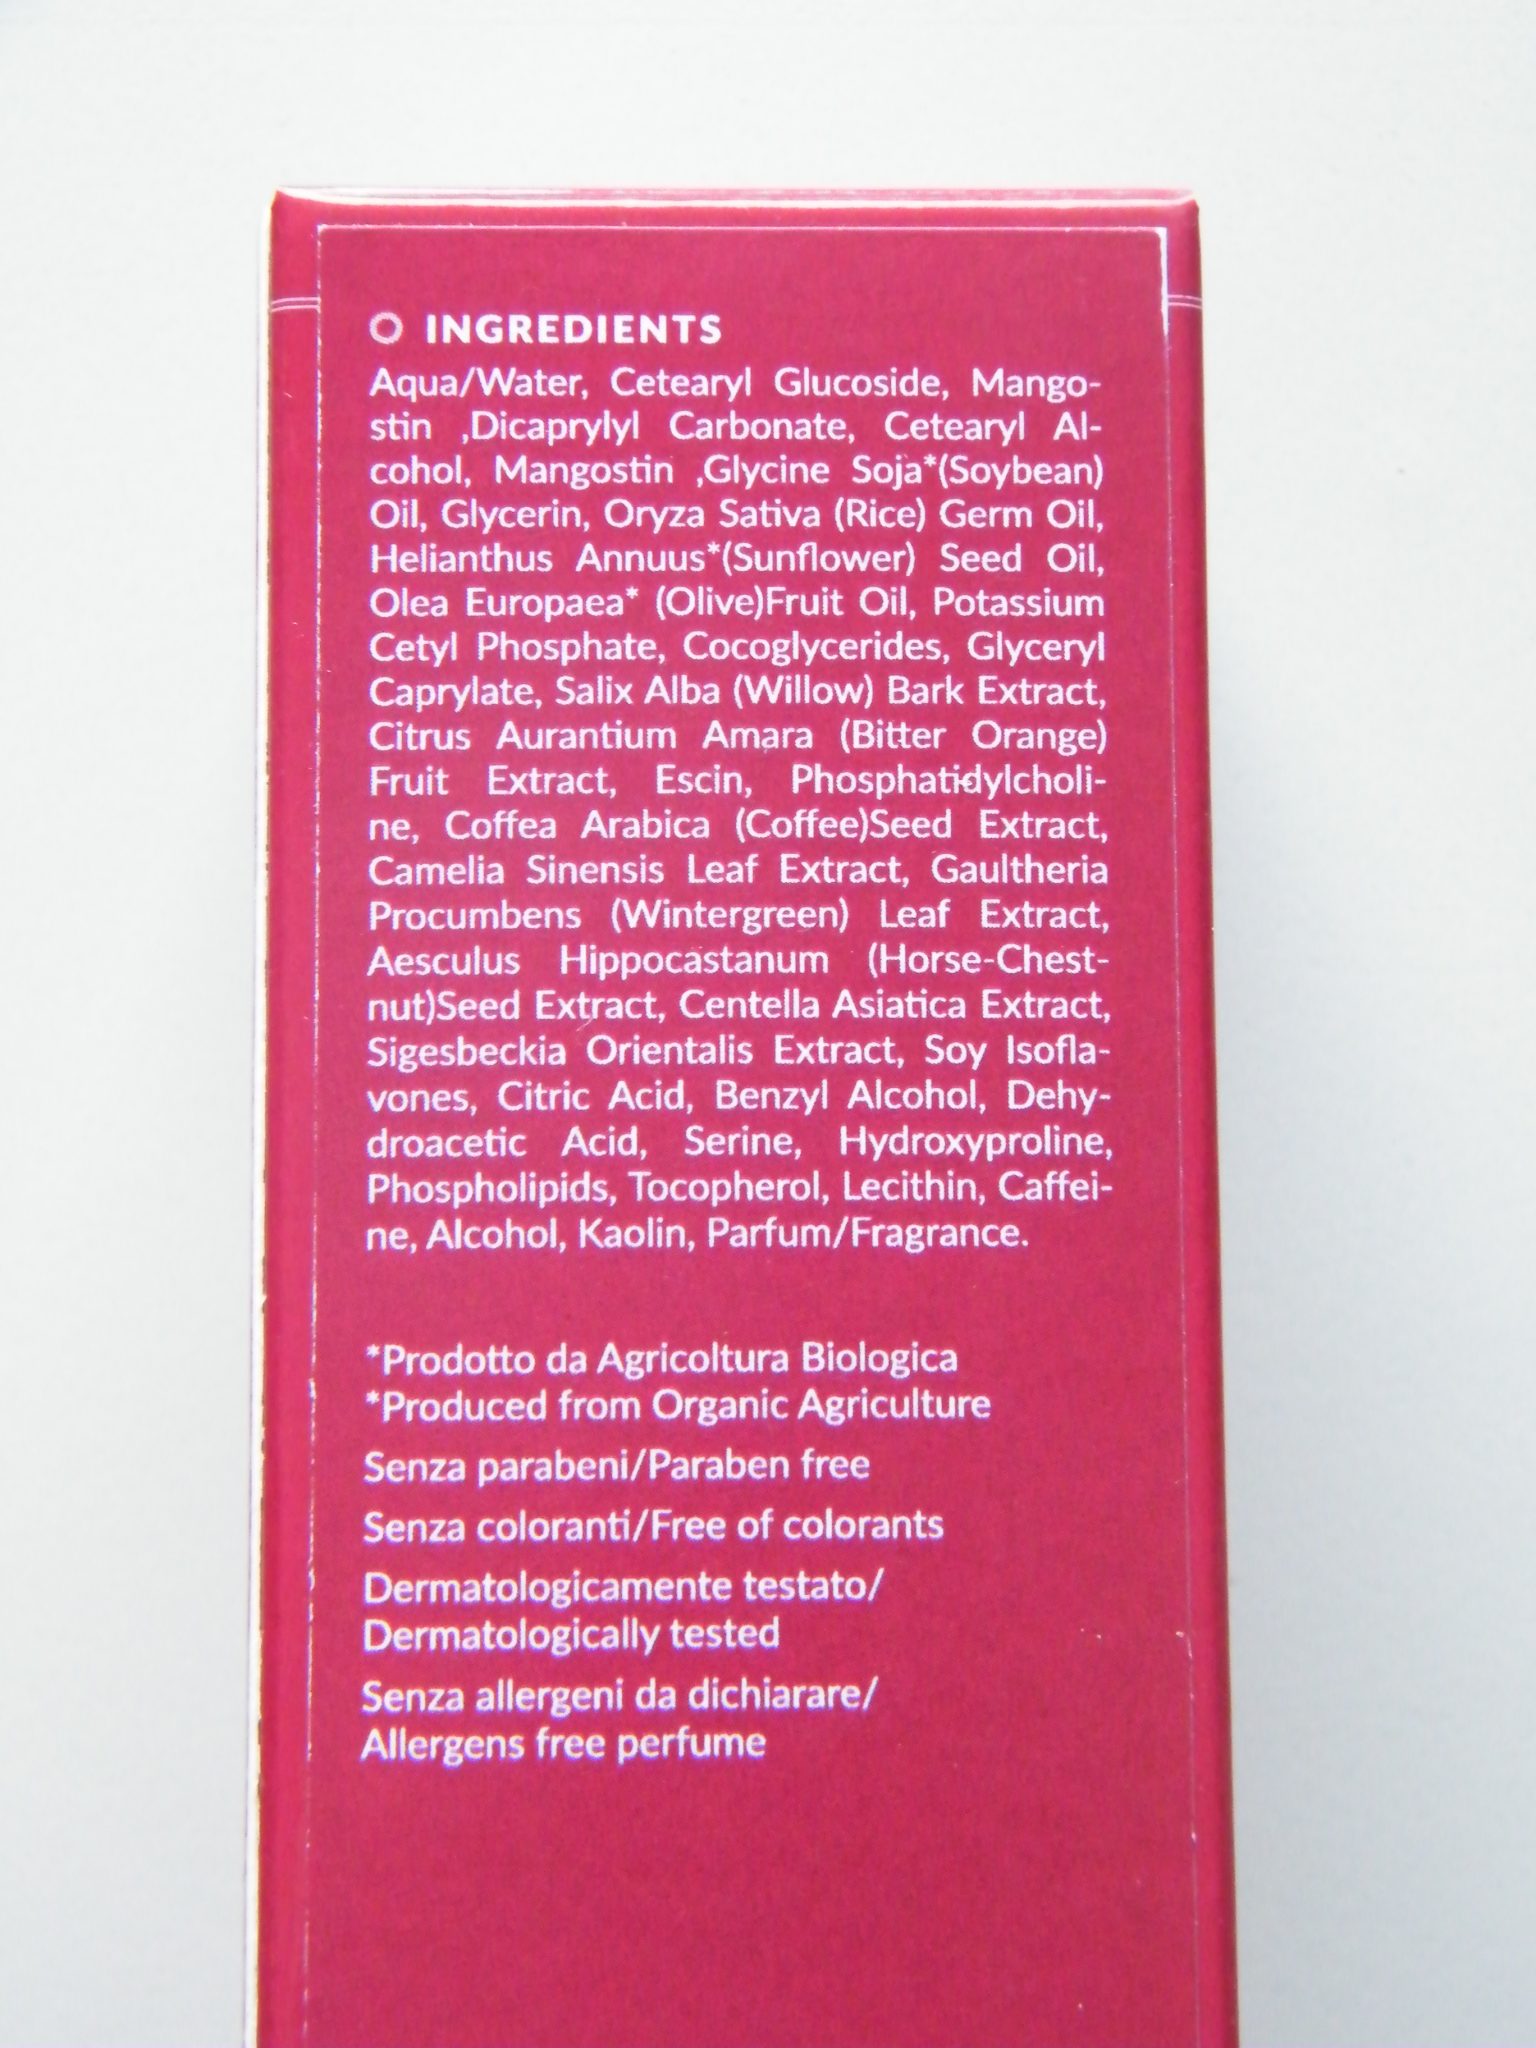 INGREDIENTS
Aqua/Water, Cetearyl Glucoside, Mango-
stin ,Dicaprylyl Carbonate, Cetearyl Al-
cohol, Mangostin ,Glycine Soja*(Soybean)
Oil, Glycerin, Oryza Sativa (Rice) Germ Oil,
Helianthus Annuus*(Sunflower) Seed Oil,
Olea Europaea* (Olive)Fruit Oil, Potassium
Cetyl Phosphate, Cocoglycerides, Glyceryl
Caprylate, Salix Alba (Willow) Bark Extract,
Citrus Aurantium Amara (Bitter Orange)
Fruit Extract, Escin, Phosphatidylcholi-
ne, Coffea Arabica (Coffee)Seed Extract,
Camelia Sinensis Leaf Extract, Gaultheria
Procumbens (Wintergreen) Leaf Extract,
Aesculus Hippocastanum (Horse-Chest-
nut)Seed Extract, Centella Asiatica Extract,
Sigesbeckia Orientalis Extract, Soy Isofla-
vones, Citric Acid, Benzyl Alcohol, Dehy-
droacetic Acid, Serine, Hydroxyproline,
Phospholipids, Tocopherol, Lecithin, Caffei-
ne, Alcohol, Kaolin, Parfum/Fragrance.
*Prodotto da Agricoltura Biologica
*Produced from Organic Agriculture
Senza parabeni/Paraben free
Senza coloranti/Free of colorants
Dermatologicamente testato/
Dermatologically tested
Senza allergeni da dichiarare/
Allergens free perfume